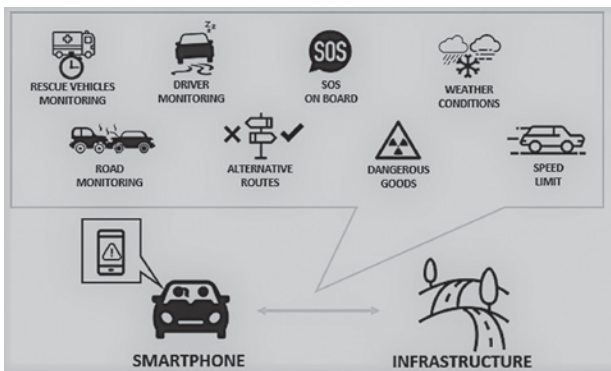 RESCUE VEHICLES
MONITORING
DRIVER
MONITORING
SOS
SOS
ON BOARD
WEATHER
CONDITIONS
ROAD
MONITORING
ALTERNATIVE
ROUTES
DANGEROUS
GOODS
SPEED
LIMIT
SMARTPHONE
INFRASTRUCTURE